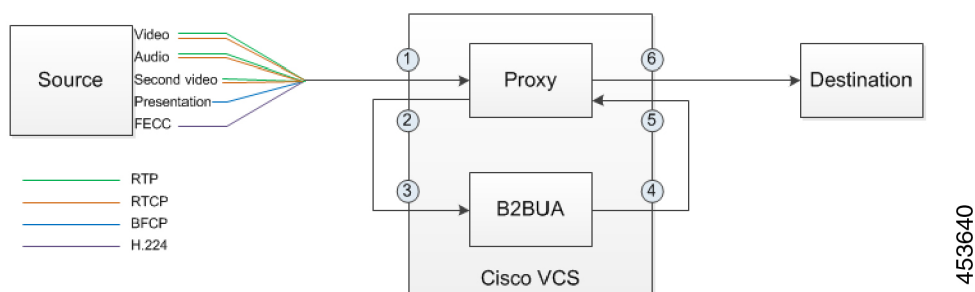 Source
Video
Audio
Second video
Presentation
FECC
RTP
RTCP
BFCP
H.224
1
2
3
Proxy
B2BUA
Cisco VCS
6
5
4
Destination
453640